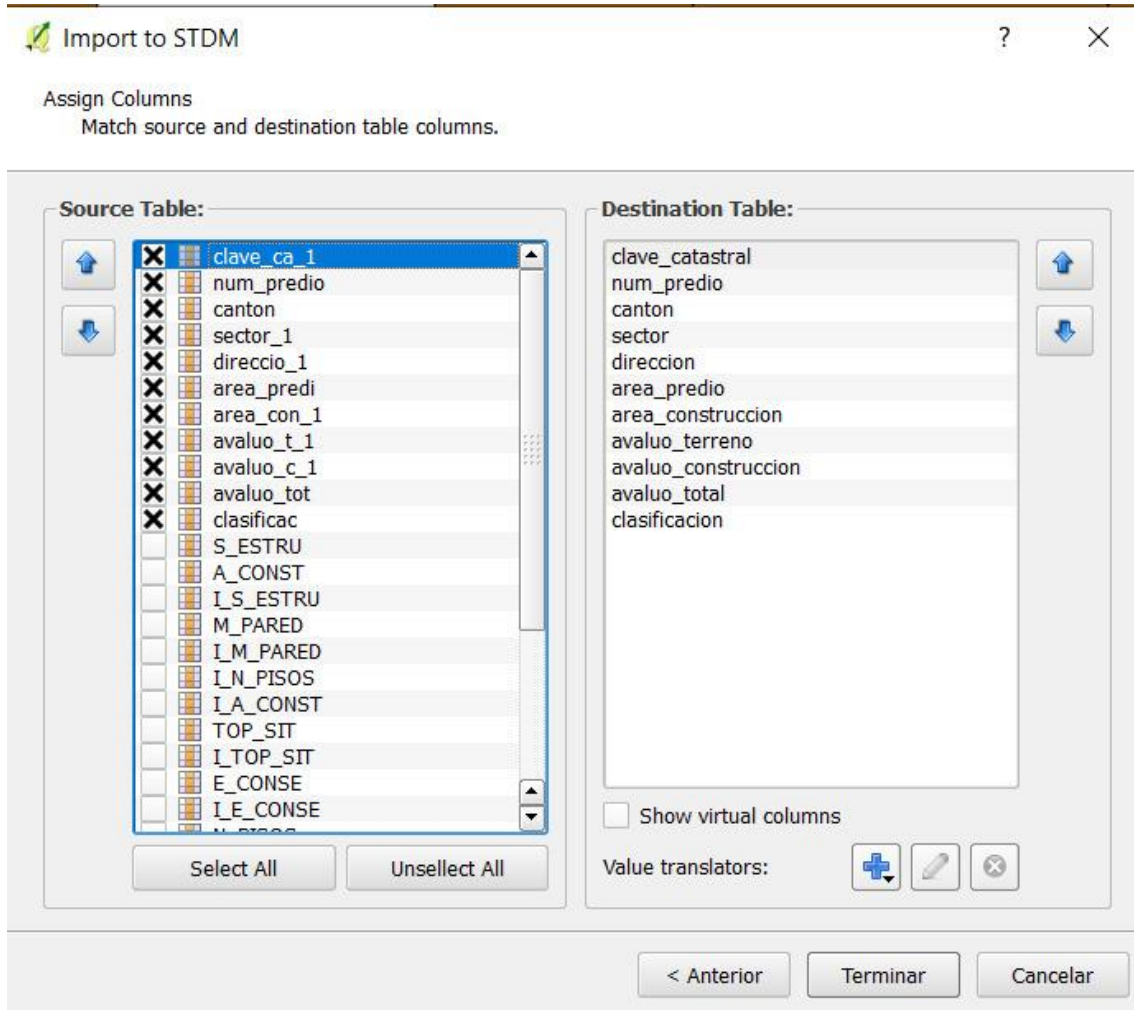 Import to STDM
?
Assign Columns
Match source and destination table columns.
Source Table:
clave_ca_1
num_predio
canton
sector_1
direccio_1
area_predi
area_con_1
avaluo_t_1
avaluo_c_1
avaluo_tot
clasificac
S_ESTRU
A_CONST
I_S_ESTRU
M_PARED
I_M_PARED
I_N_PISOS
I_A_CONST
TOP_SIT
I_TOP_SIT
E_CONSE
I_E_CONSE
Select All
Unsellect All
Destination Table:
clave_catastral
num_predio
canton
sector
direccion
area_predio
area_construccion
avaluo_terreno
avaluo_construccion
avaluo_total
clasificacion
Show virtual columns
Value translators:
< Anterior
Terminar
Cancelar